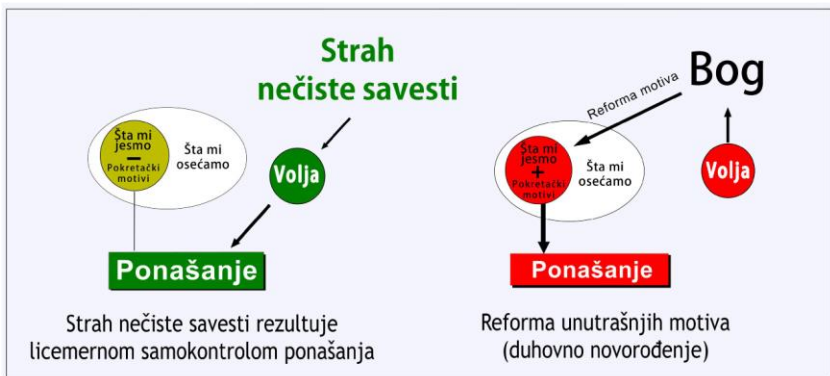 Strah
nečiste savesti
Šta mi
jesmo
–
Pokretački
motivi
Šta mi
osećamo
Volja
Ponašanje
Strah nečiste savesti rezultuje
licemernom samokontrolom ponašanja
Bog
Reforma motiva
Šta mi
jesmo
+
Pokretački
motivi
Šta mi
osećamo
Volja
Ponašanje
Reforma unutrašnjih motiva
(duhovno novorođenje)